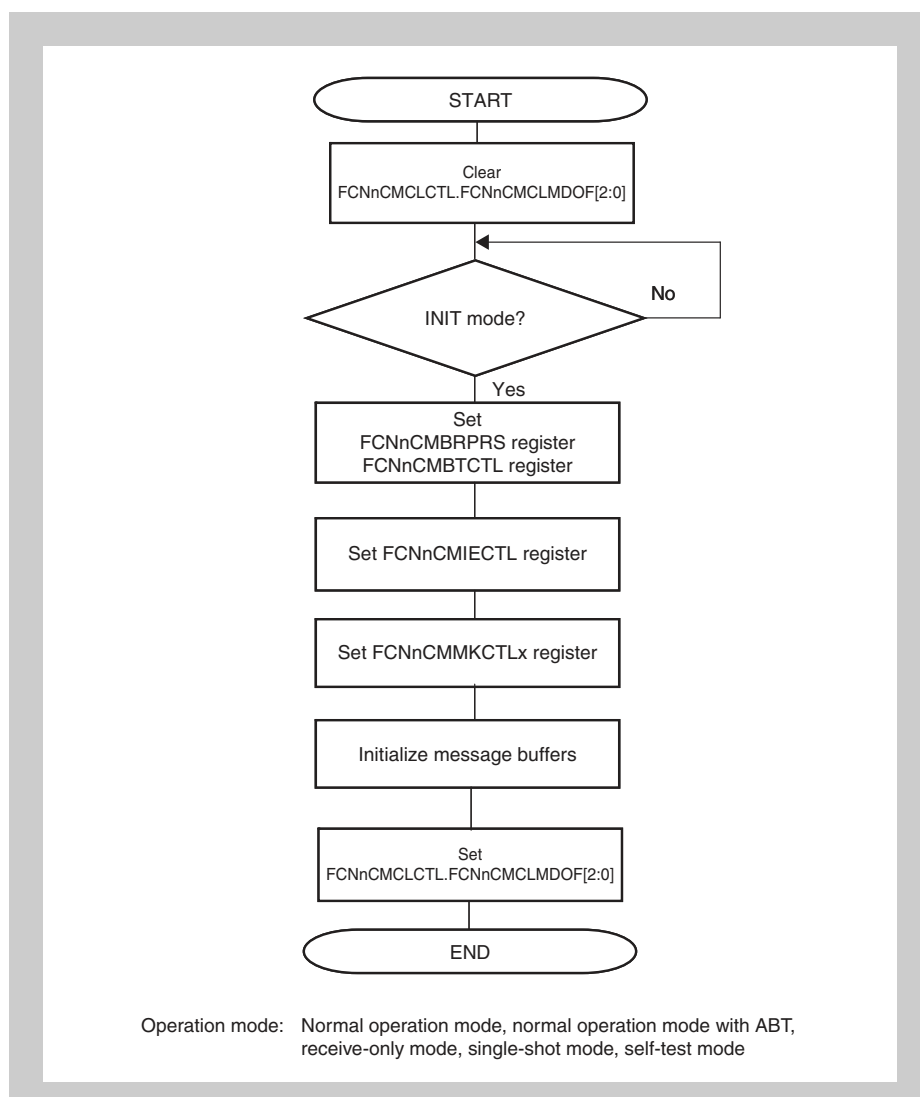 START
Clear
FCNnCMCLCTL.FCNnCMCLMDOF[2:0]
No
INIT mode?
Yes
Set
FCNnCMBRPRS register
FCNnCMBTCTL register
Set FCNnCMIECTL register
Set FCNnCMMKCTLx register
Initialize message buffers
Set
FCNnCMCLCTL.FCNnCMCLMDOF[2:0]
END
Operation mode: Normal operation mode, normal operation mode with ABT,
receive-only mode, single-shot mode, self-test mode